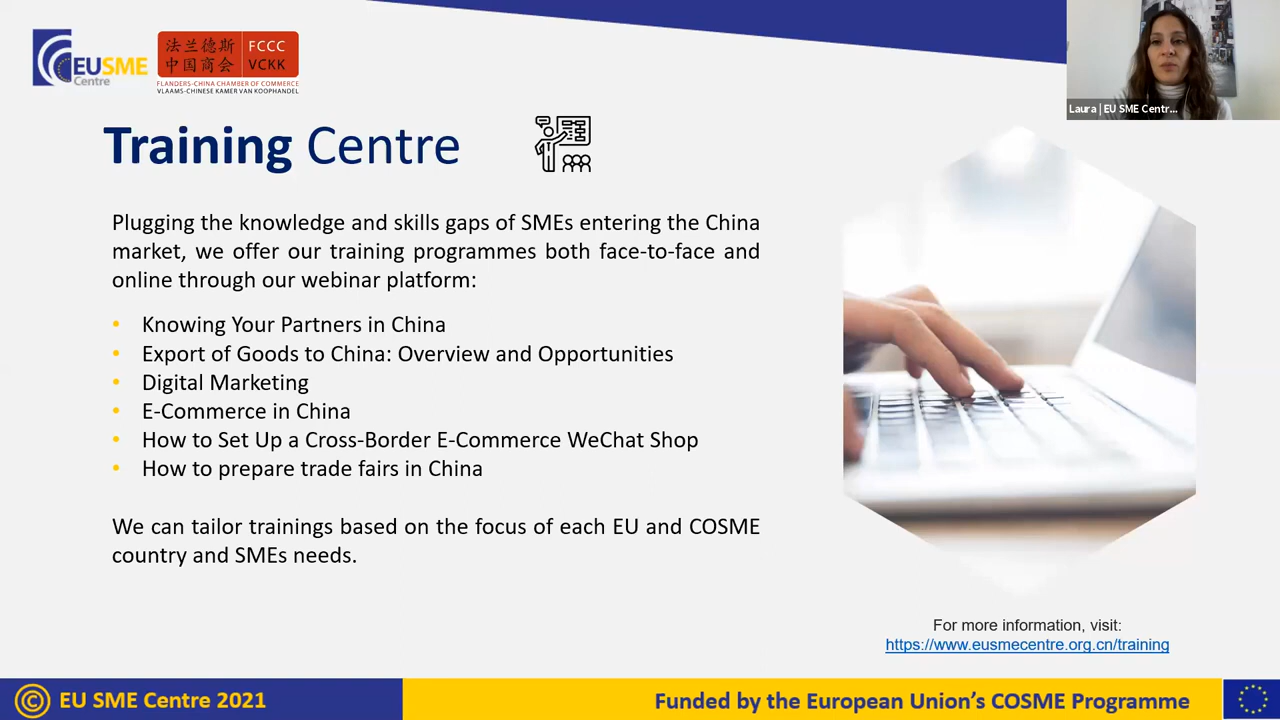 EUSME
Centre
法兰德斯
中国商会
FCCC
VCKK
FLANDERS-CHINA CHAMBER OF COMMERCE
VLAAMS-CHINESE KAMER VAN KOOPHANDEL
Laura | EU SME Centr...
Training Centre
Plugging the knowledge and skills gaps of SMEs entering the China
market, we offer our training programmes both face-to-face and
online through our webinar platform:
• Knowing Your Partners in China
• Export of Goods to China: Overview and Opportunities
• Digital Marketing
• E-Commerce in China
• How to Set Up a Cross-Border E-Commerce WeChat Shop
• How to prepare trade fairs in China
We can tailor trainings based on the focus of each EU and COSME
country and SMEs needs.
For more information, visit:
https://www.eusmecentre.org.cn/training
© EU SME Centre 2021
Funded by the European Union’s COSME Programme